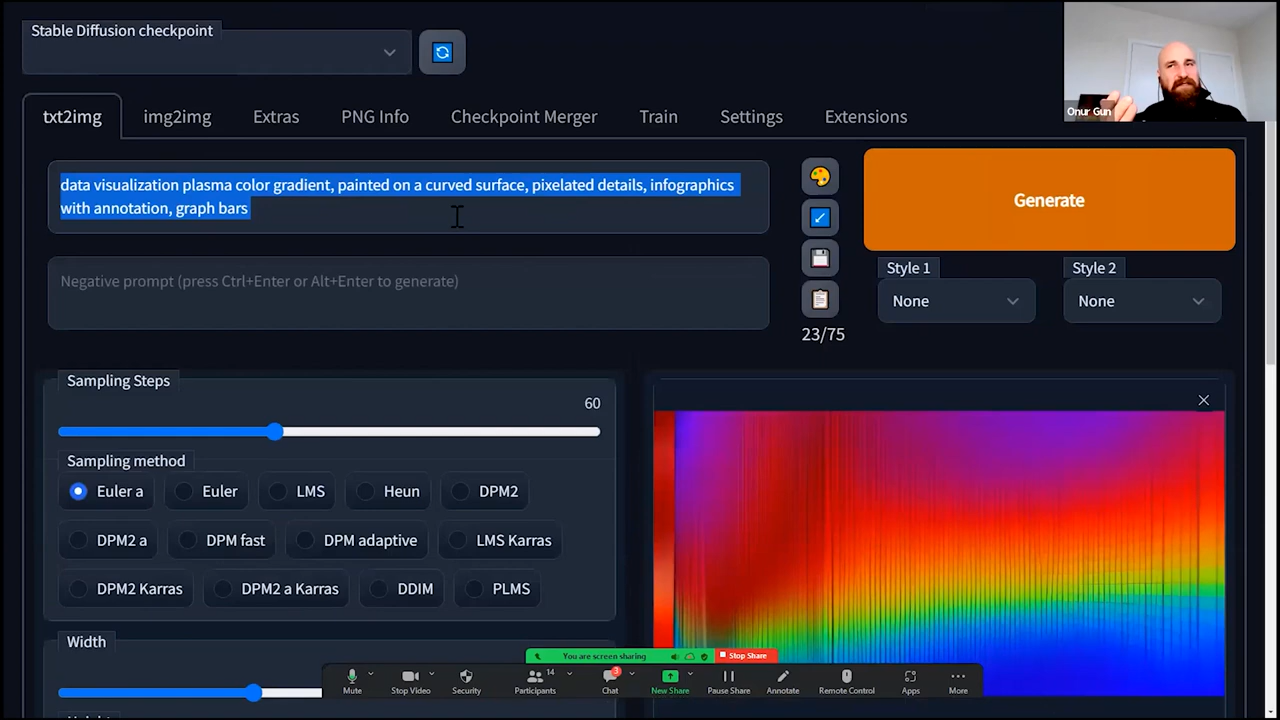 Stable Diffusion checkpoint
Onur Gun
txt2img
img2img
Extras
PNG Info
Checkpoint Merger
Train
Settings
Extensions
data visualization plasma color gradient, painted on a curved surface, pixelated details, infographics
with annotation, graph bars
Generate
Negative prompt (press Ctrl+Enter or Alt+Enter to generate)
Style 1
None
Style 2
None
23/75
Sampling Steps
60
Sampling method
Euler a
Euler
LMS
Heun
DPM2
DPM2 a
DPM fast
DPM adaptive
LMS Karras
DPM2 Karras
DPM2 a Karras
DDIM
PLMS
Width
You are screen sharing
Stop Share
Mute
Stop Video
Security
14
Participants
3
Chat
New Share
Pause Share
Annotate
Remote Control
Apps
More